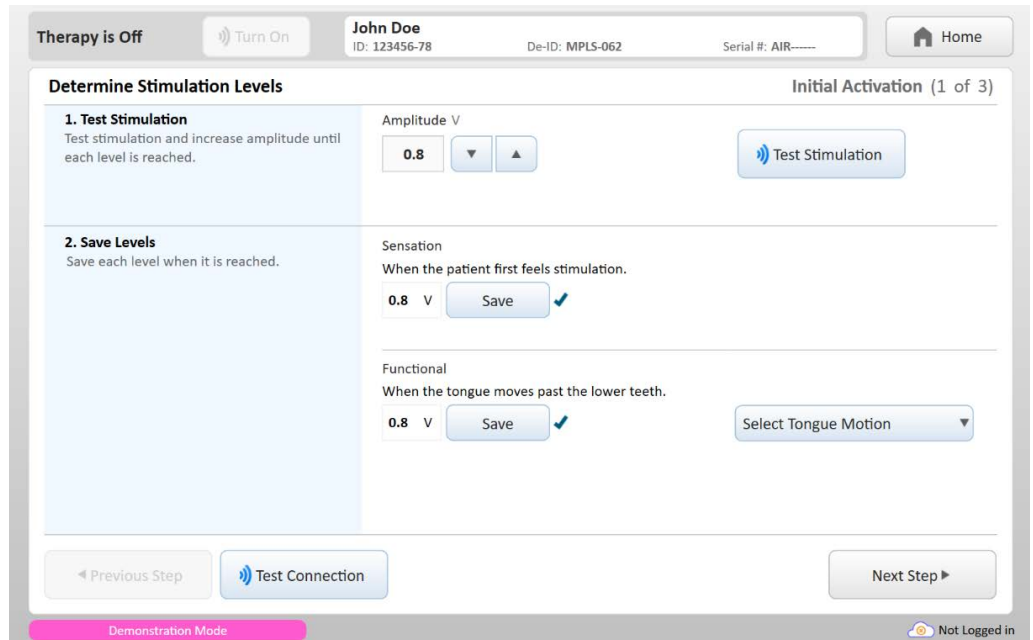 Therapy is Off
Turn On
John Doe
ID: 123456-78 De-ID: MPLS-062 Serial #: AIR------
Home
Determine Stimulation Levels
Initial Activation (1 of 3)
1. Test Stimulation
Test stimulation and increase amplitude until
each level is reached.
Amplitude V
0.8
Test Stimulation
2. Save Levels
Save each level when it is reached.
Sensation
When the patient first feels stimulation.
0.8 V Save
Functional
When the tongue moves past the lower teeth.
0.8 V Save
Select Tongue Motion
Previous Step
Test Connection
Next Step
Demonstration Mode
Not Logged in